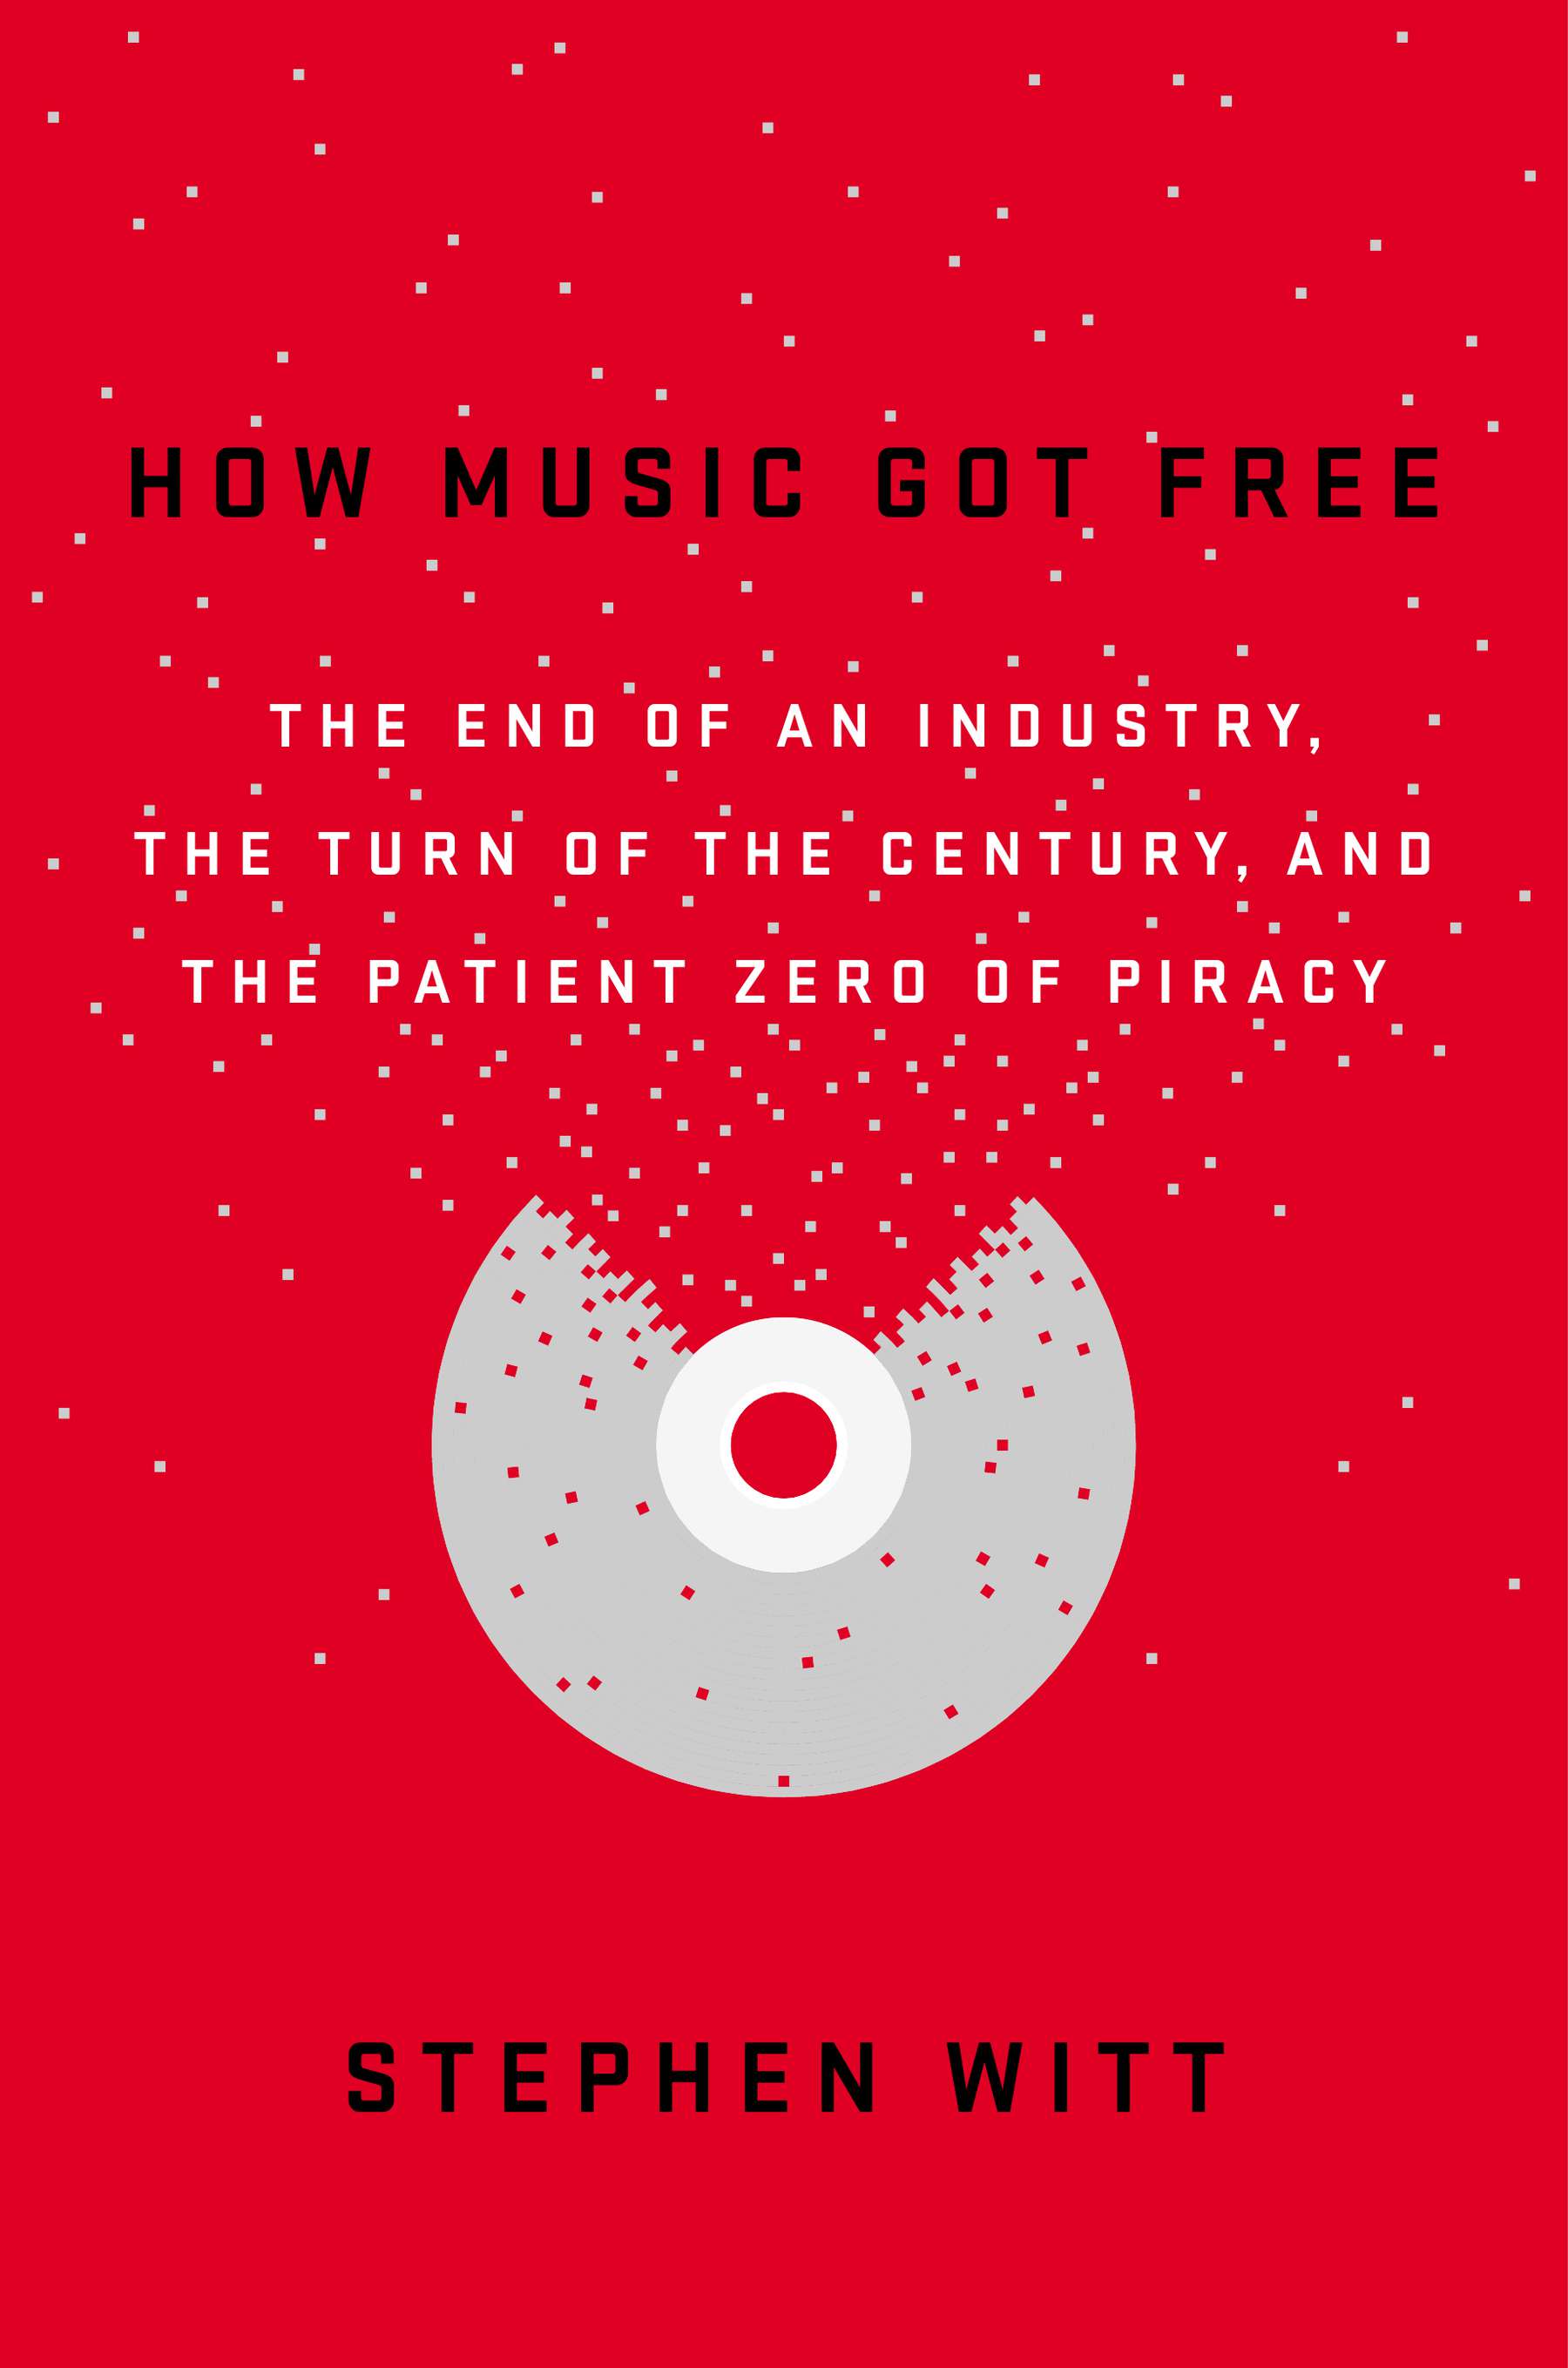 HOW MUSIC GOT FREE
THE END OF AN INDUSTRY,
THE TURN OF THE CENTURY, AND
THE PATIENT ZERO OF PIRACY
STEPHEN WITT